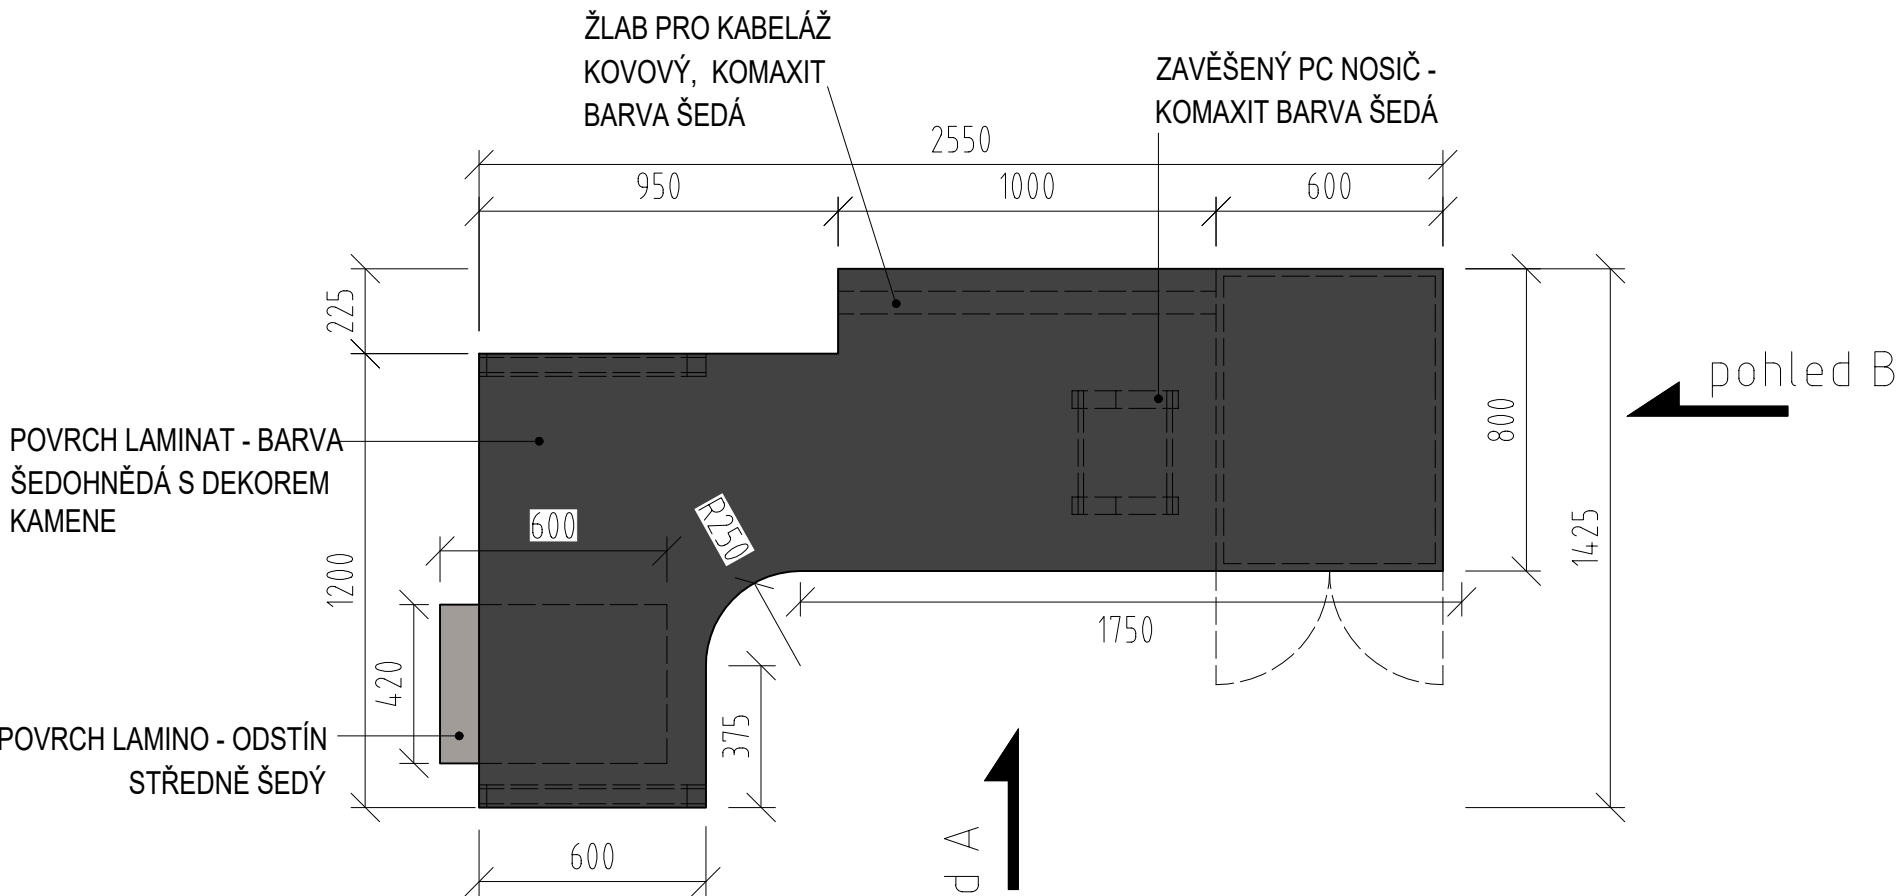 ŽLAB PRO KABELÁŽ
KOVOVÝ, KOMAXIT
BARVA ŠEDÁ
ZAVĚŠENÝ PC NOSIČ -
KOMAXIT BARVA ŠEDÁ
2550
950
1000
600
225
pohled B
800
POVRCH LAMINAT - BARVA
ŠEDOHNĚDÁ S DEKOREM
KAMENE
600
R250
1425
1200
1750
420
375
POVRCH LAMINO - ODSTÍN
STŘEDNĚ ŠEDÝ
d A
600